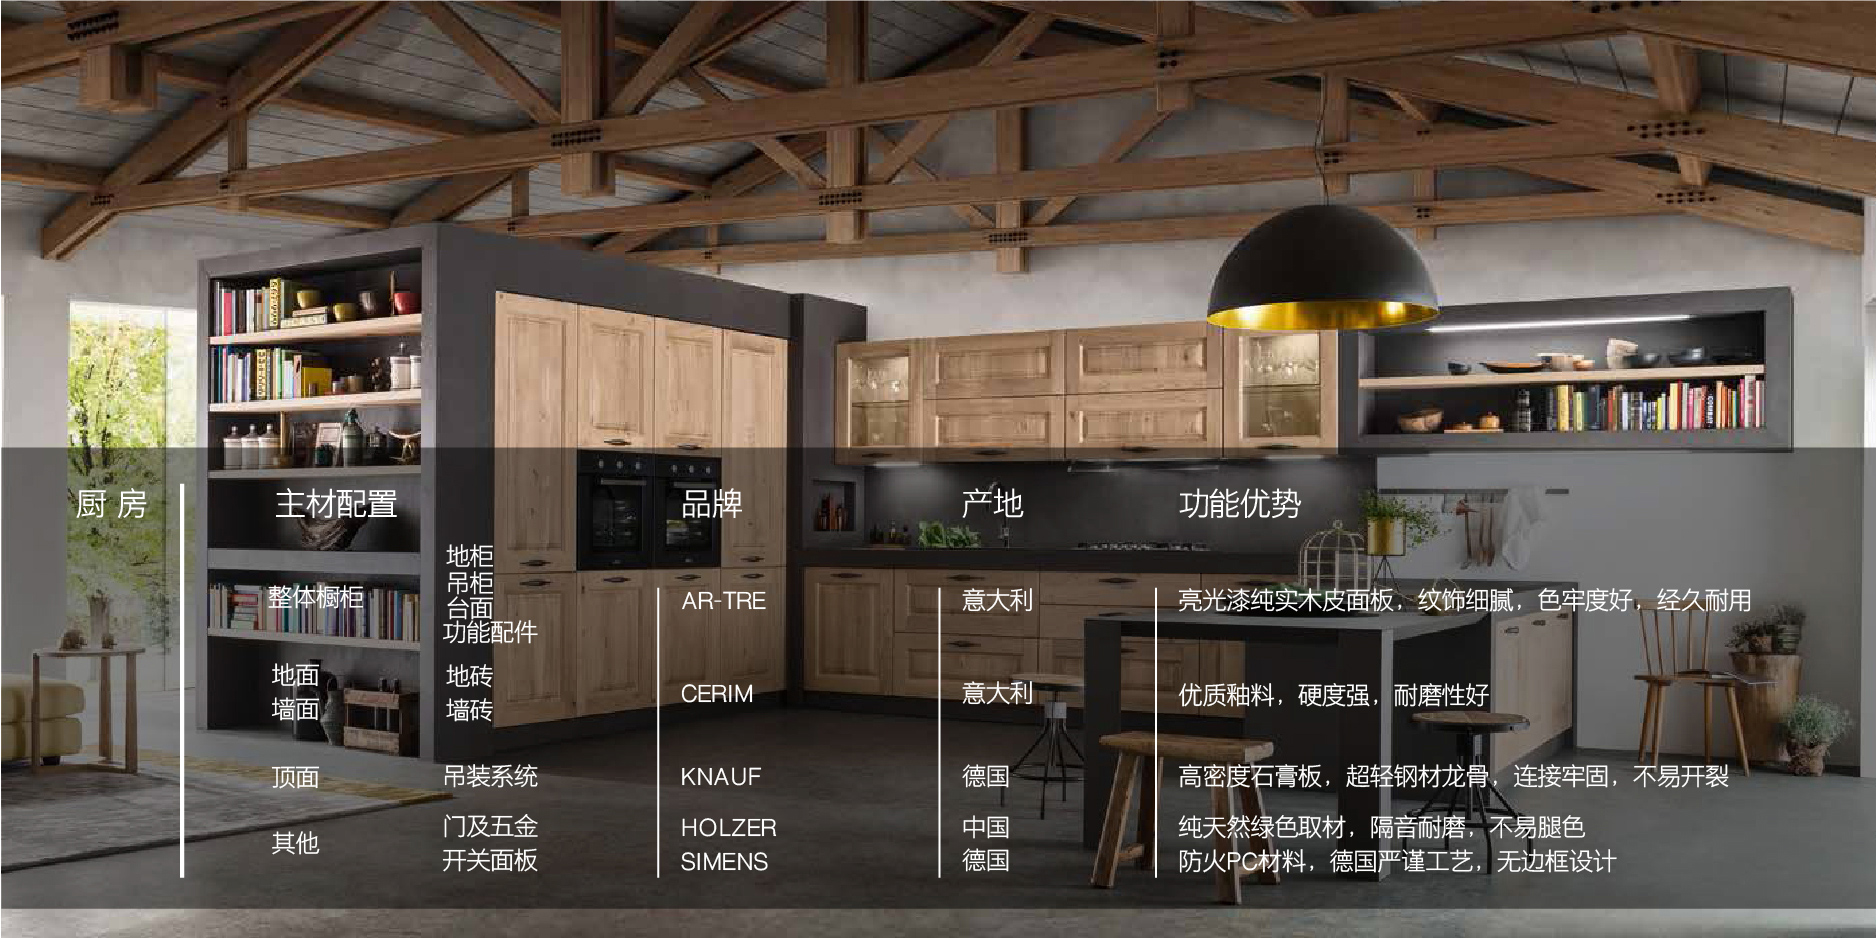 厨 房 主材配置 品牌 产地 功能优势
整体橱柜 地柜
吊柜
台面
功能配件 AR-TRE 意大利 亮光漆纯实木皮面板，纹饰细腻，色牢度好，经久耐用
地面 地砖
墙面 墙砖 CERIM 意大利 优质釉料，硬度强，耐磨性好
顶面 吊装系统 KNAUF 德国 高密度石膏板，超轻钢材龙骨，连接牢固，不易开裂
其他 门及五金 HOLZER 中国 纯天然绿色取材，隔音耐磨，不易腿色
开关面板 SIMENS 德国 防火PC材料，德国严谨工艺，无边框设计